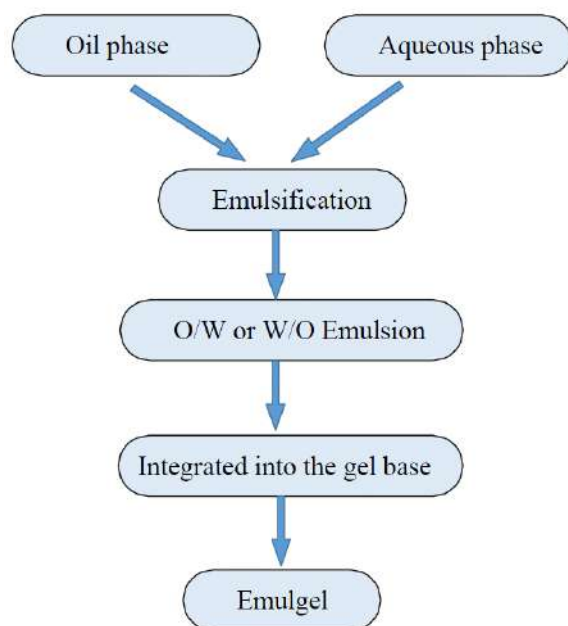 Oil phase
Aqueous phase
Emulsification
O/W or W/O Emulsion
Integrated into the gel base
Emulgel